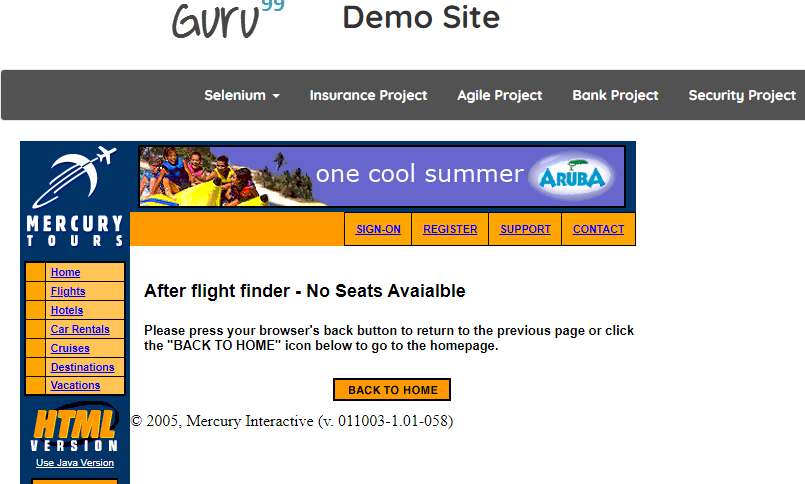 Guru99
Demo Site
Selenium
Insurance Project
Agile Project
Bank Project
Security Project
one cool summer
ARUBA
MERCURY
TOURS
SIGN-ON
REGISTER
SUPPORT
CONTACT
Home
Flights
Hotels
Car Rentals
Cruises
Destinations
Vacations
After flight finder - No Seats Avaialble
Please press your browser's back button to return to the previous page or click
the "BACK TO HOME" icon below to go to the homepage.
BACK TO HOME
© 2005, Mercury Interactive (v. 011003-1.01-058)
HTML
VERSION
Use Java Version